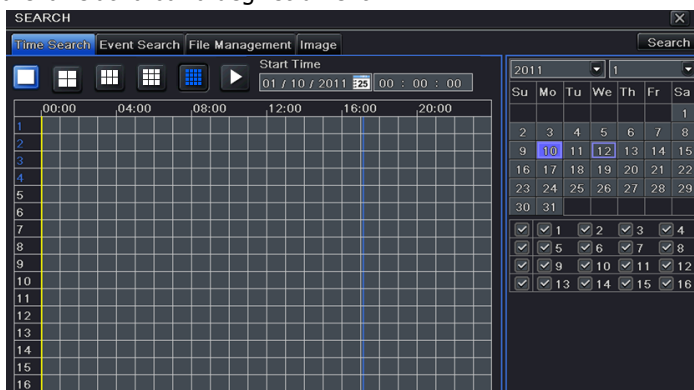 SEARCH
Time Search Event Search File Management Image Search
Start Time
01 / 10 / 2011 25 00 : 00 : 00
2011 1
Su Mo Tu We Th Fr Sa
1
2 3 4 5 6 7 8
9 10 11 12 13 14 15
16 17 18 19 20 21 22
23 24 25 26 27 28 29
30 31
1 2 3 4
5 6 7 8
9 10 11 12
13 14 15 16
00:00 04:00 08:00 12:00 16:00 20:00
1
2
3
4
5
6
7
8
9
10
11
12
13
14
15
16